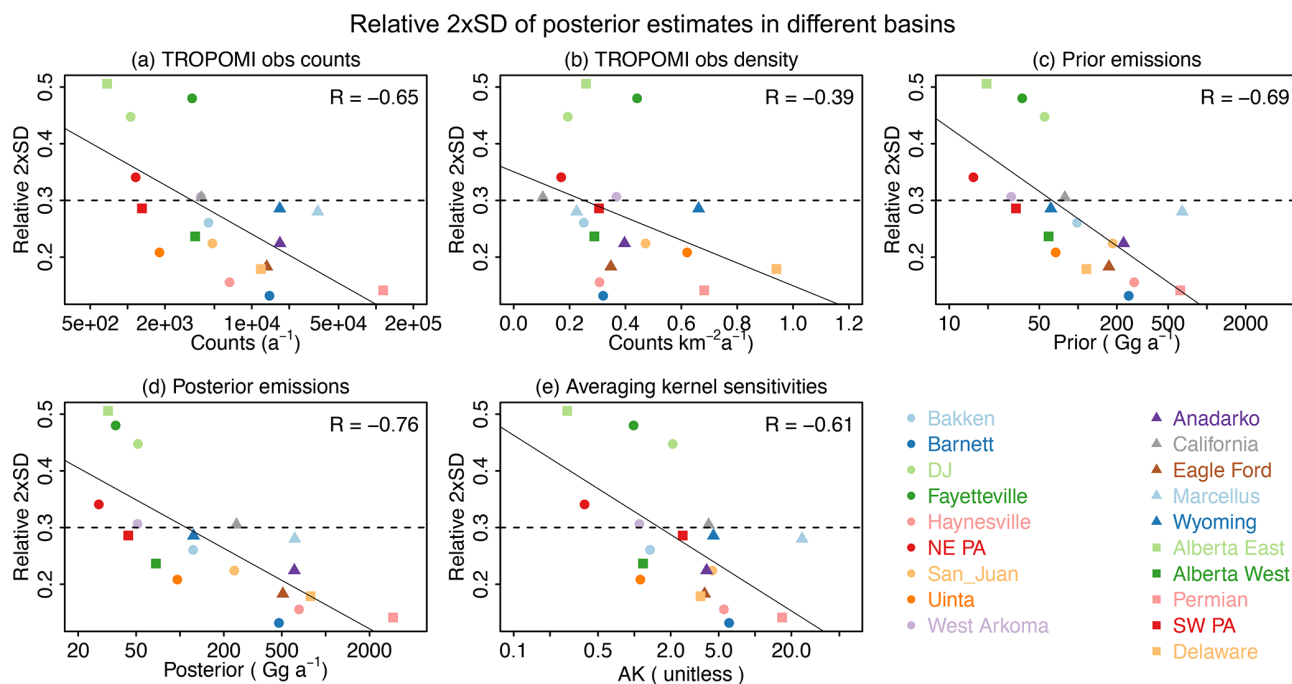 Relative 2xSD of posterior estimates in different basins
(a) TROPOMI obs counts
R = −0.65
Relative 2xSD
0.2 0.3 0.4 0.5
5e+02 2e+03 1e+04 5e+04 2e+05
Counts (a⁻¹)
(b) TROPOMI obs density
R = −0.39
Relative 2xSD
0.2 0.3 0.4 0.5
0.0 0.2 0.4 0.6 0.8 1.0 1.2
Counts km⁻²a⁻¹
(c) Prior emissions
R = −0.69
Relative 2xSD
0.2 0.3 0.4 0.5
10 50 200 500 2000
Prior ( Gg a⁻¹)
(d) Posterior emissions
R = −0.76
Relative 2xSD
0.2 0.3 0.4 0.5
20 50 200 500 2000
Posterior ( Gg a⁻¹)
(e) Averaging kernel sensitivities
R = −0.61
Relative 2xSD
0.2 0.3 0.4 0.5
0.1 0.5 2.0 5.0 20.0
AK ( unitless )
Bakken
Barnett
DJ
Fayetteville
Haynesville
NE PA
San_Juan
Uinta
West Arkoma
Anadarko
California
Eagle Ford
Marcellus
Wyoming
Alberta East
Alberta West
Permian
SW PA
Delaware